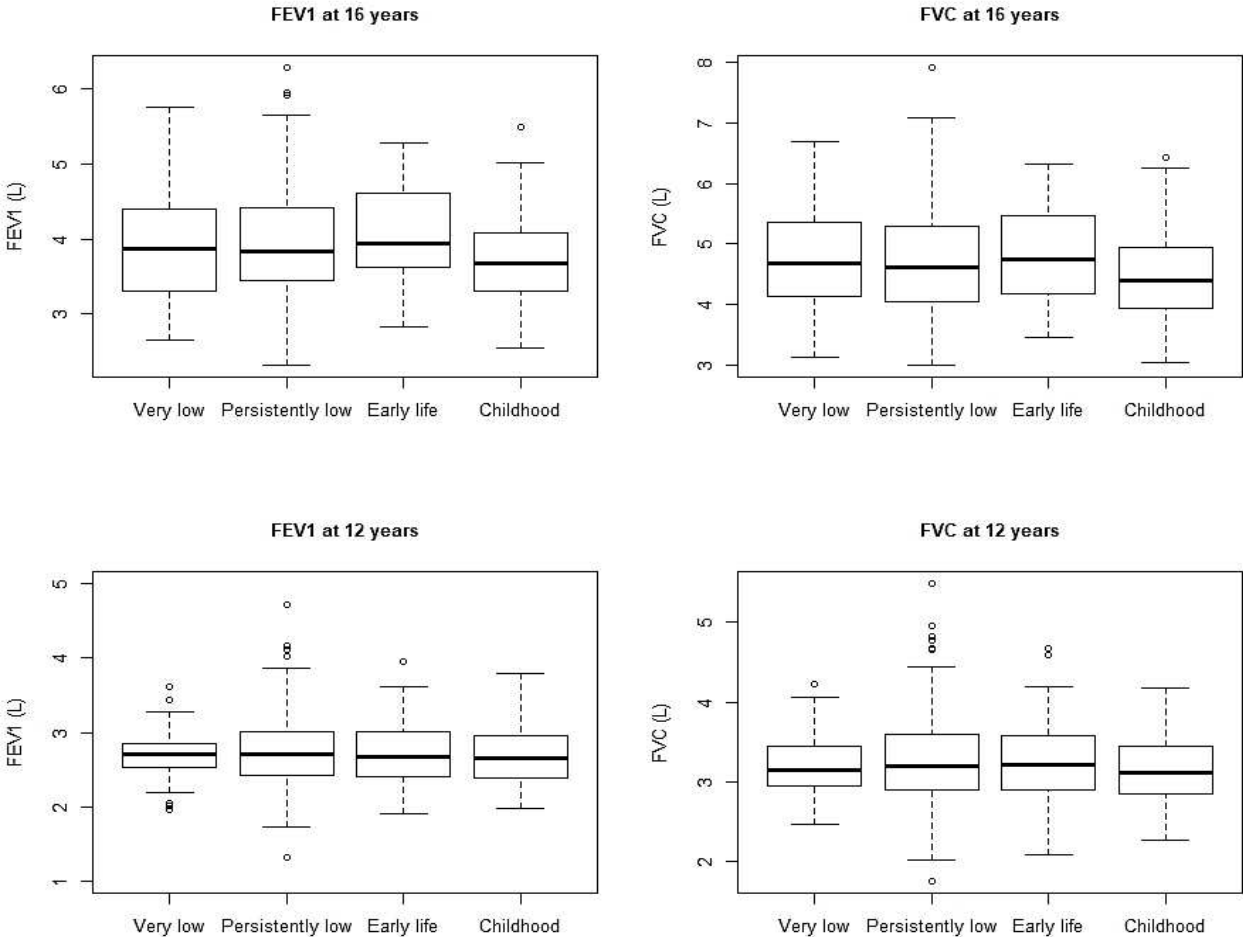 FEV1 at 16 years
FEV1 (L)
6
5
4
3
Very low Persistently low Early life Childhood
FVC at 16 years
FVC (L)
8
7
6
5
4
3
Very low Persistently low Early life Childhood
FEV1 at 12 years
FEV1 (L)
5
4
3
2
1
Very low Persistently low Early life Childhood
FVC at 12 years
FVC (L)
5
4
3
2
Very low Persistently low Early life Childhood